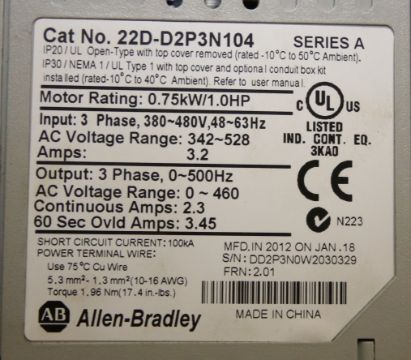 Cat No. 22D-D2P3N104 SERIES A
IP20 / UL Open-Type with top cover removed (rated -10°C to 50°C Ambient).
IP30 / NEMA 1 / UL Type 1 with top cover and optional conduit box kit
installed (rated-10°C to 40°C Ambient). Refer to user manual.
Motor Rating: 0.75kW/1.0HP
C UL US
LISTED
IND. CONT. EQ.
3KAD
Input: 3 Phase, 380~480V,48~63Hz
AC Voltage Range: 342~528
Amps: 3.2
Output: 3 Phase, 0~500Hz
AC Voltage Range: 0 ~ 460
Continuous Amps: 2.3
60 Sec Ovld Amps: 3.45
CE
N223
SHORT CIRCUIT CURRENT: 100kA
POWER TERMINAL WIRE:
Use 75°C Cu Wire
5.3 mm²- 1.3 mm²(10-16 AWG)
Torque 1.96 Nm(17.4 in.-lbs.)
MFD.IN 2012 ON JAN.18
S/N: DD2P3N0W2030329
FRN: 2.01
MADE IN CHINA
AB Allen-Bradley